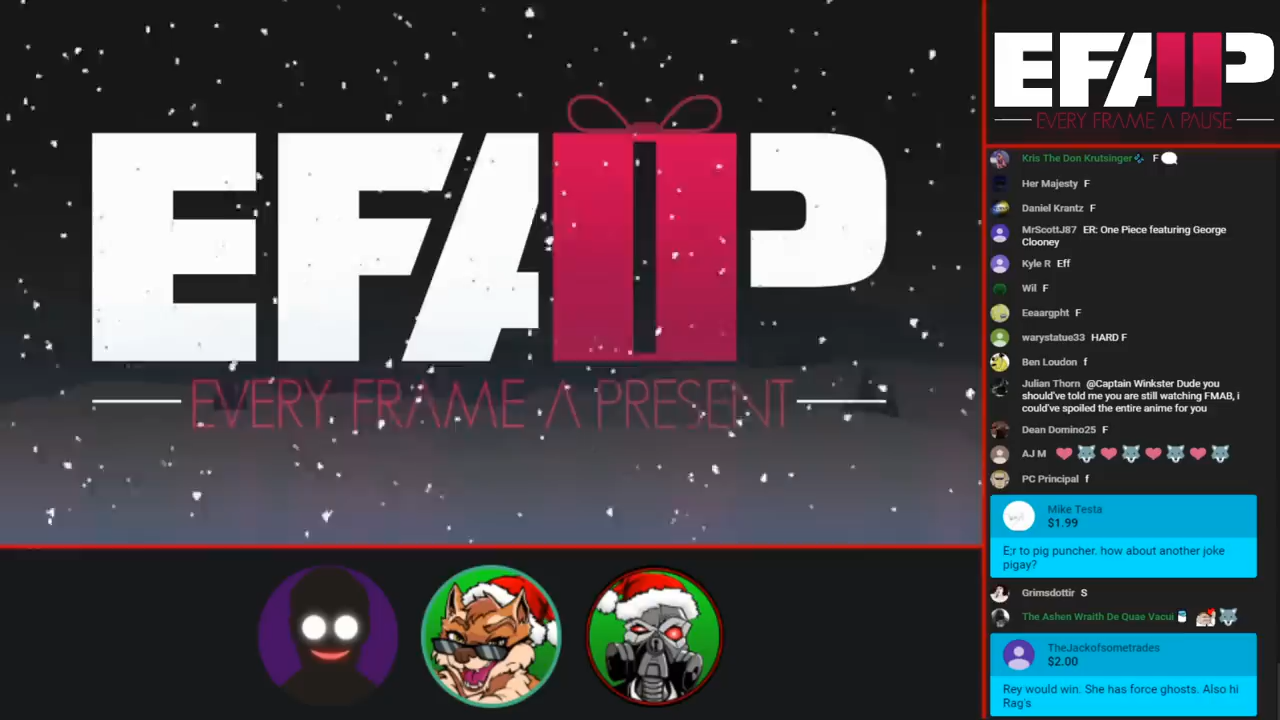 EFAP
EVERY FRAME A PRESENT
EFAP
EVERY FRAME A PAUSE
Kris The Don Krutsinger F
Her Majesty F
Daniel Krantz F
MrScottJ87 ER: One Piece featuring George
Clooney
Kyle R Eff
Wil F
Eeaargpht F
warystatue33 HARD F
Ben Loudon f
Julian Thorn @Captain Winkster Dude you
should've told me you are still watching FMAB, i
could've spoiled the entire anime for you
Dean Domino25 F
AJ M
PC Principal f
Mike Testa
$1.99
E;r to pig puncher. how about another joke
pigay?
Grimsdottir S
The Ashen Wraith De Quae Vacui
TheJackofsometrades
$2.00
Rey would win. She has force ghosts. Also hi
Rag's